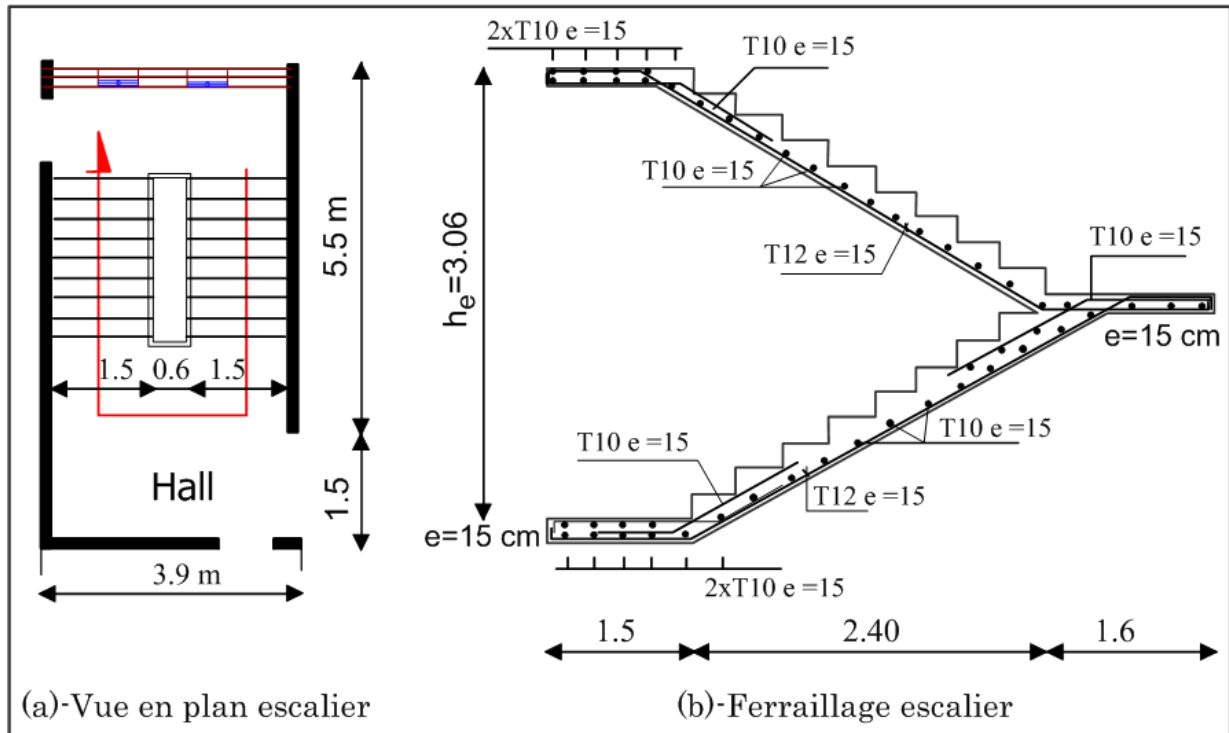 5.5 m
1.5 0.6 1.5
Hall
1.5
3.9 m
(a)-Vue en plan escalier
2xT10 e =15
T10 e =15
T10 e =15
he=3.06
T12 e =15
T10 e =15
e=15 cm
T10 e =15
T10 e =15
T12 e =15
e=15 cm
2xT10 e =15
1.5 2.40 1.6
(b)-Ferraillage escalier